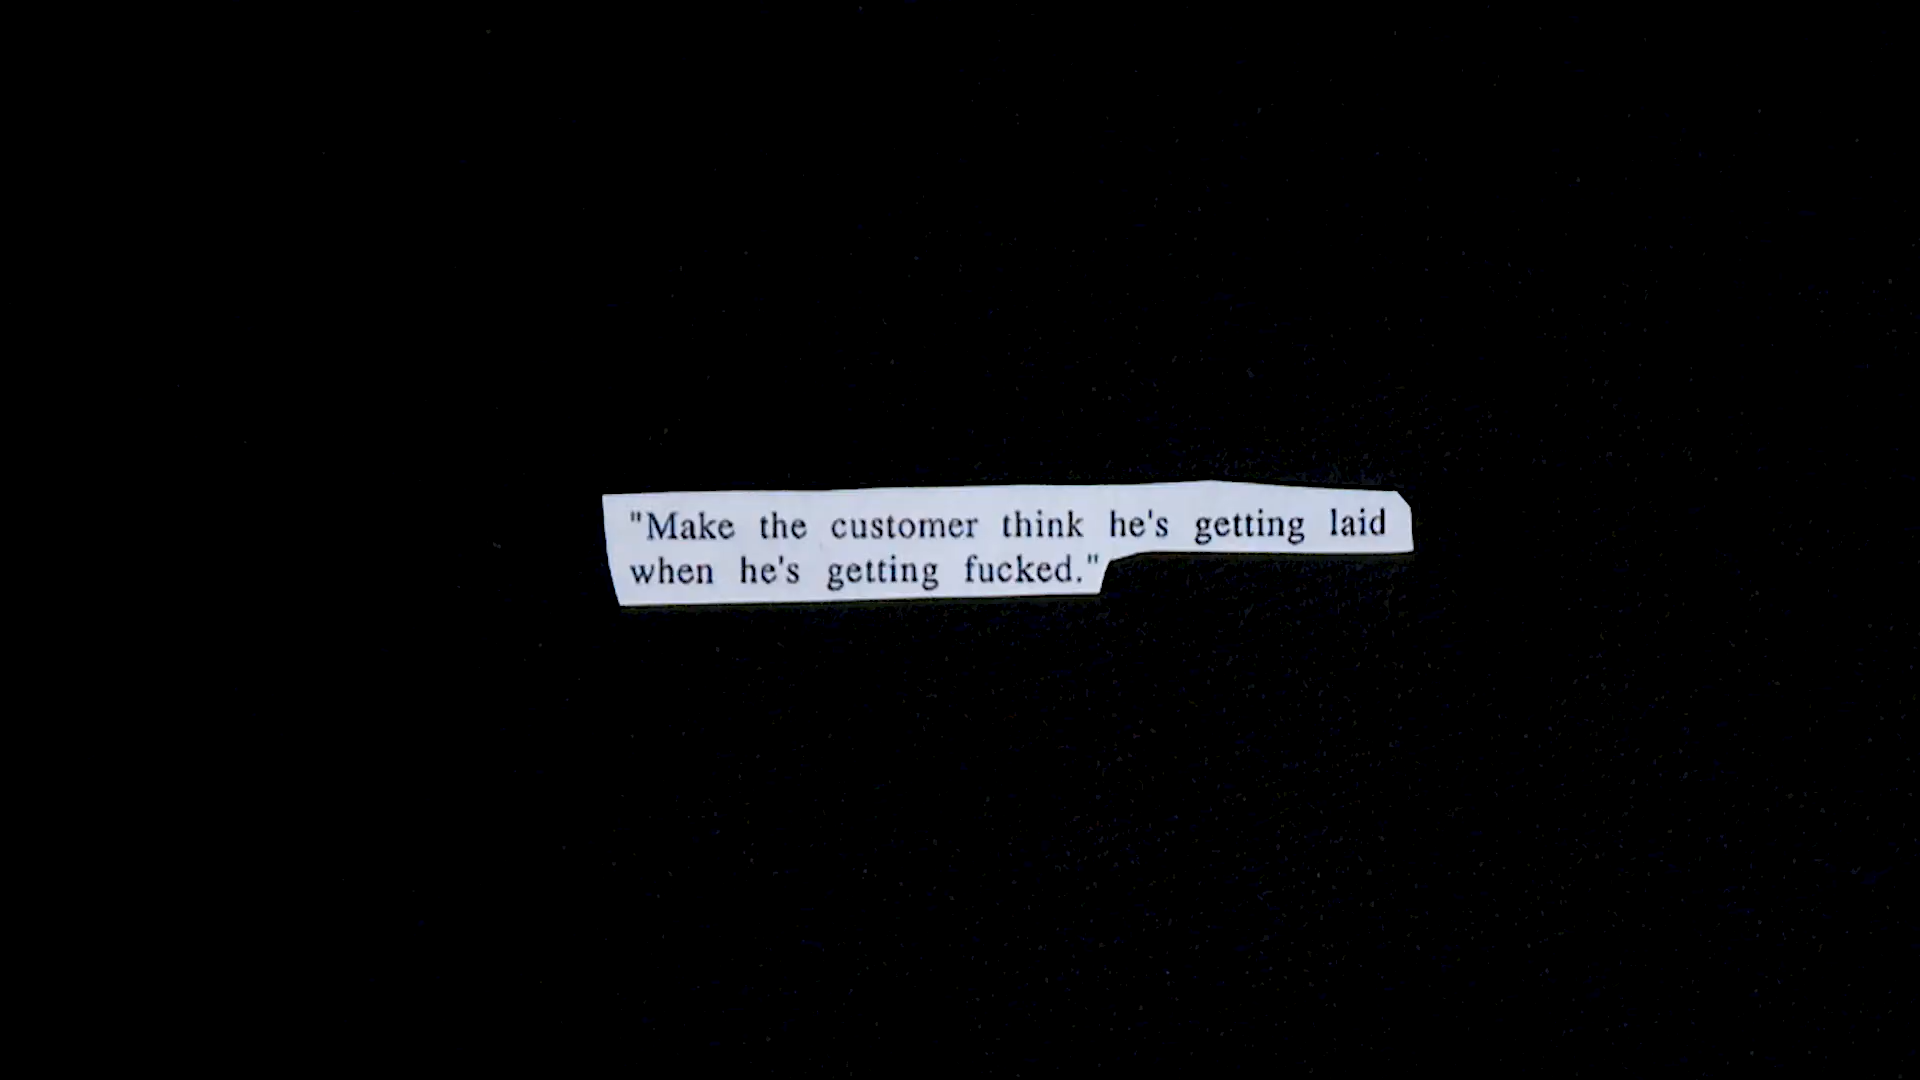 "Make the customer think he's getting laid
when he's getting fucked."